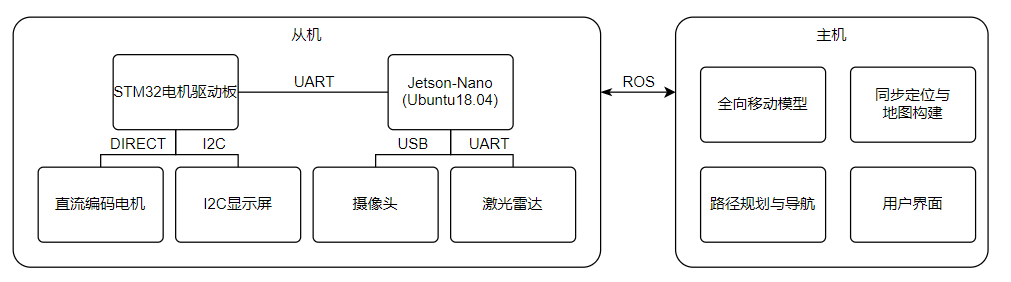 从机
主机
STM32电机驱动板
UART
Jetson-Nano
(Ubuntu18.04)
ROS
全向移动模型
同步定位与
地图构建
DIRECT
I2C
USB
UART
直流编码电机
I2C显示屏
摄像头
激光雷达
路径规划与导航
用户界面